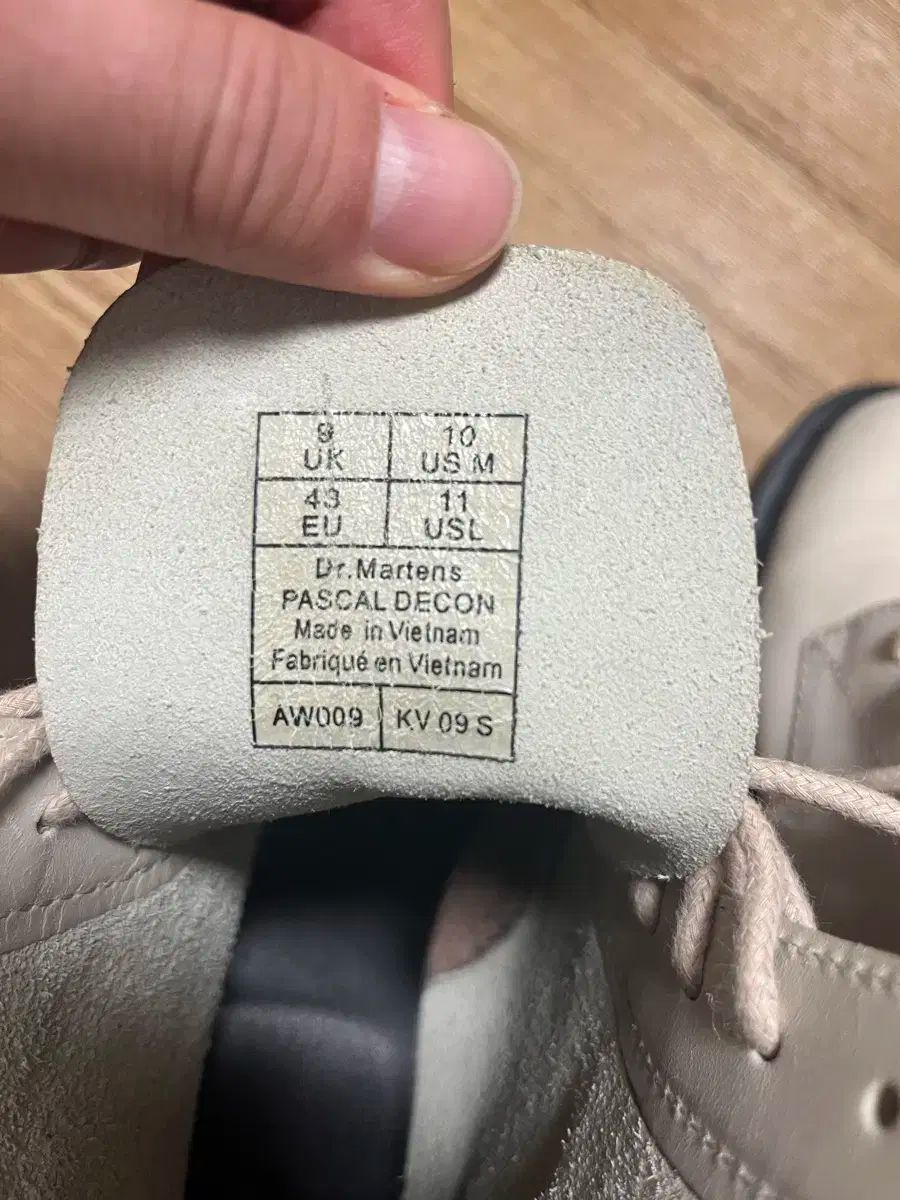 9
UK
10
US M
43
EU
11
USL
Dr.Martens
PASCAL DECON
Made in Vietnam
Fabriqué en Vietnam
AW009
KV 09 S